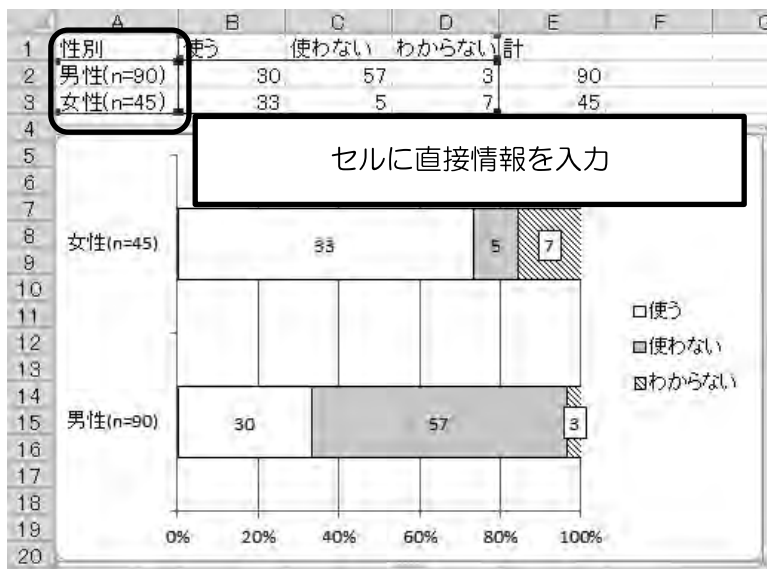 A B C D E F
1 性別 使う 使わない わからない 計
2 男性(n=90) 30 57 3 90
3 女性(n=45) 33 5 7 45
4
セルに直接情報を入力
5
6
7
8 女性(n=45) 33 5 7
9
10
11 □使う
12 使わない
13
14 わからない
15 男性(n=90) 30 57 3
16
17
18
19 0% 20% 40% 60% 80% 100%
20